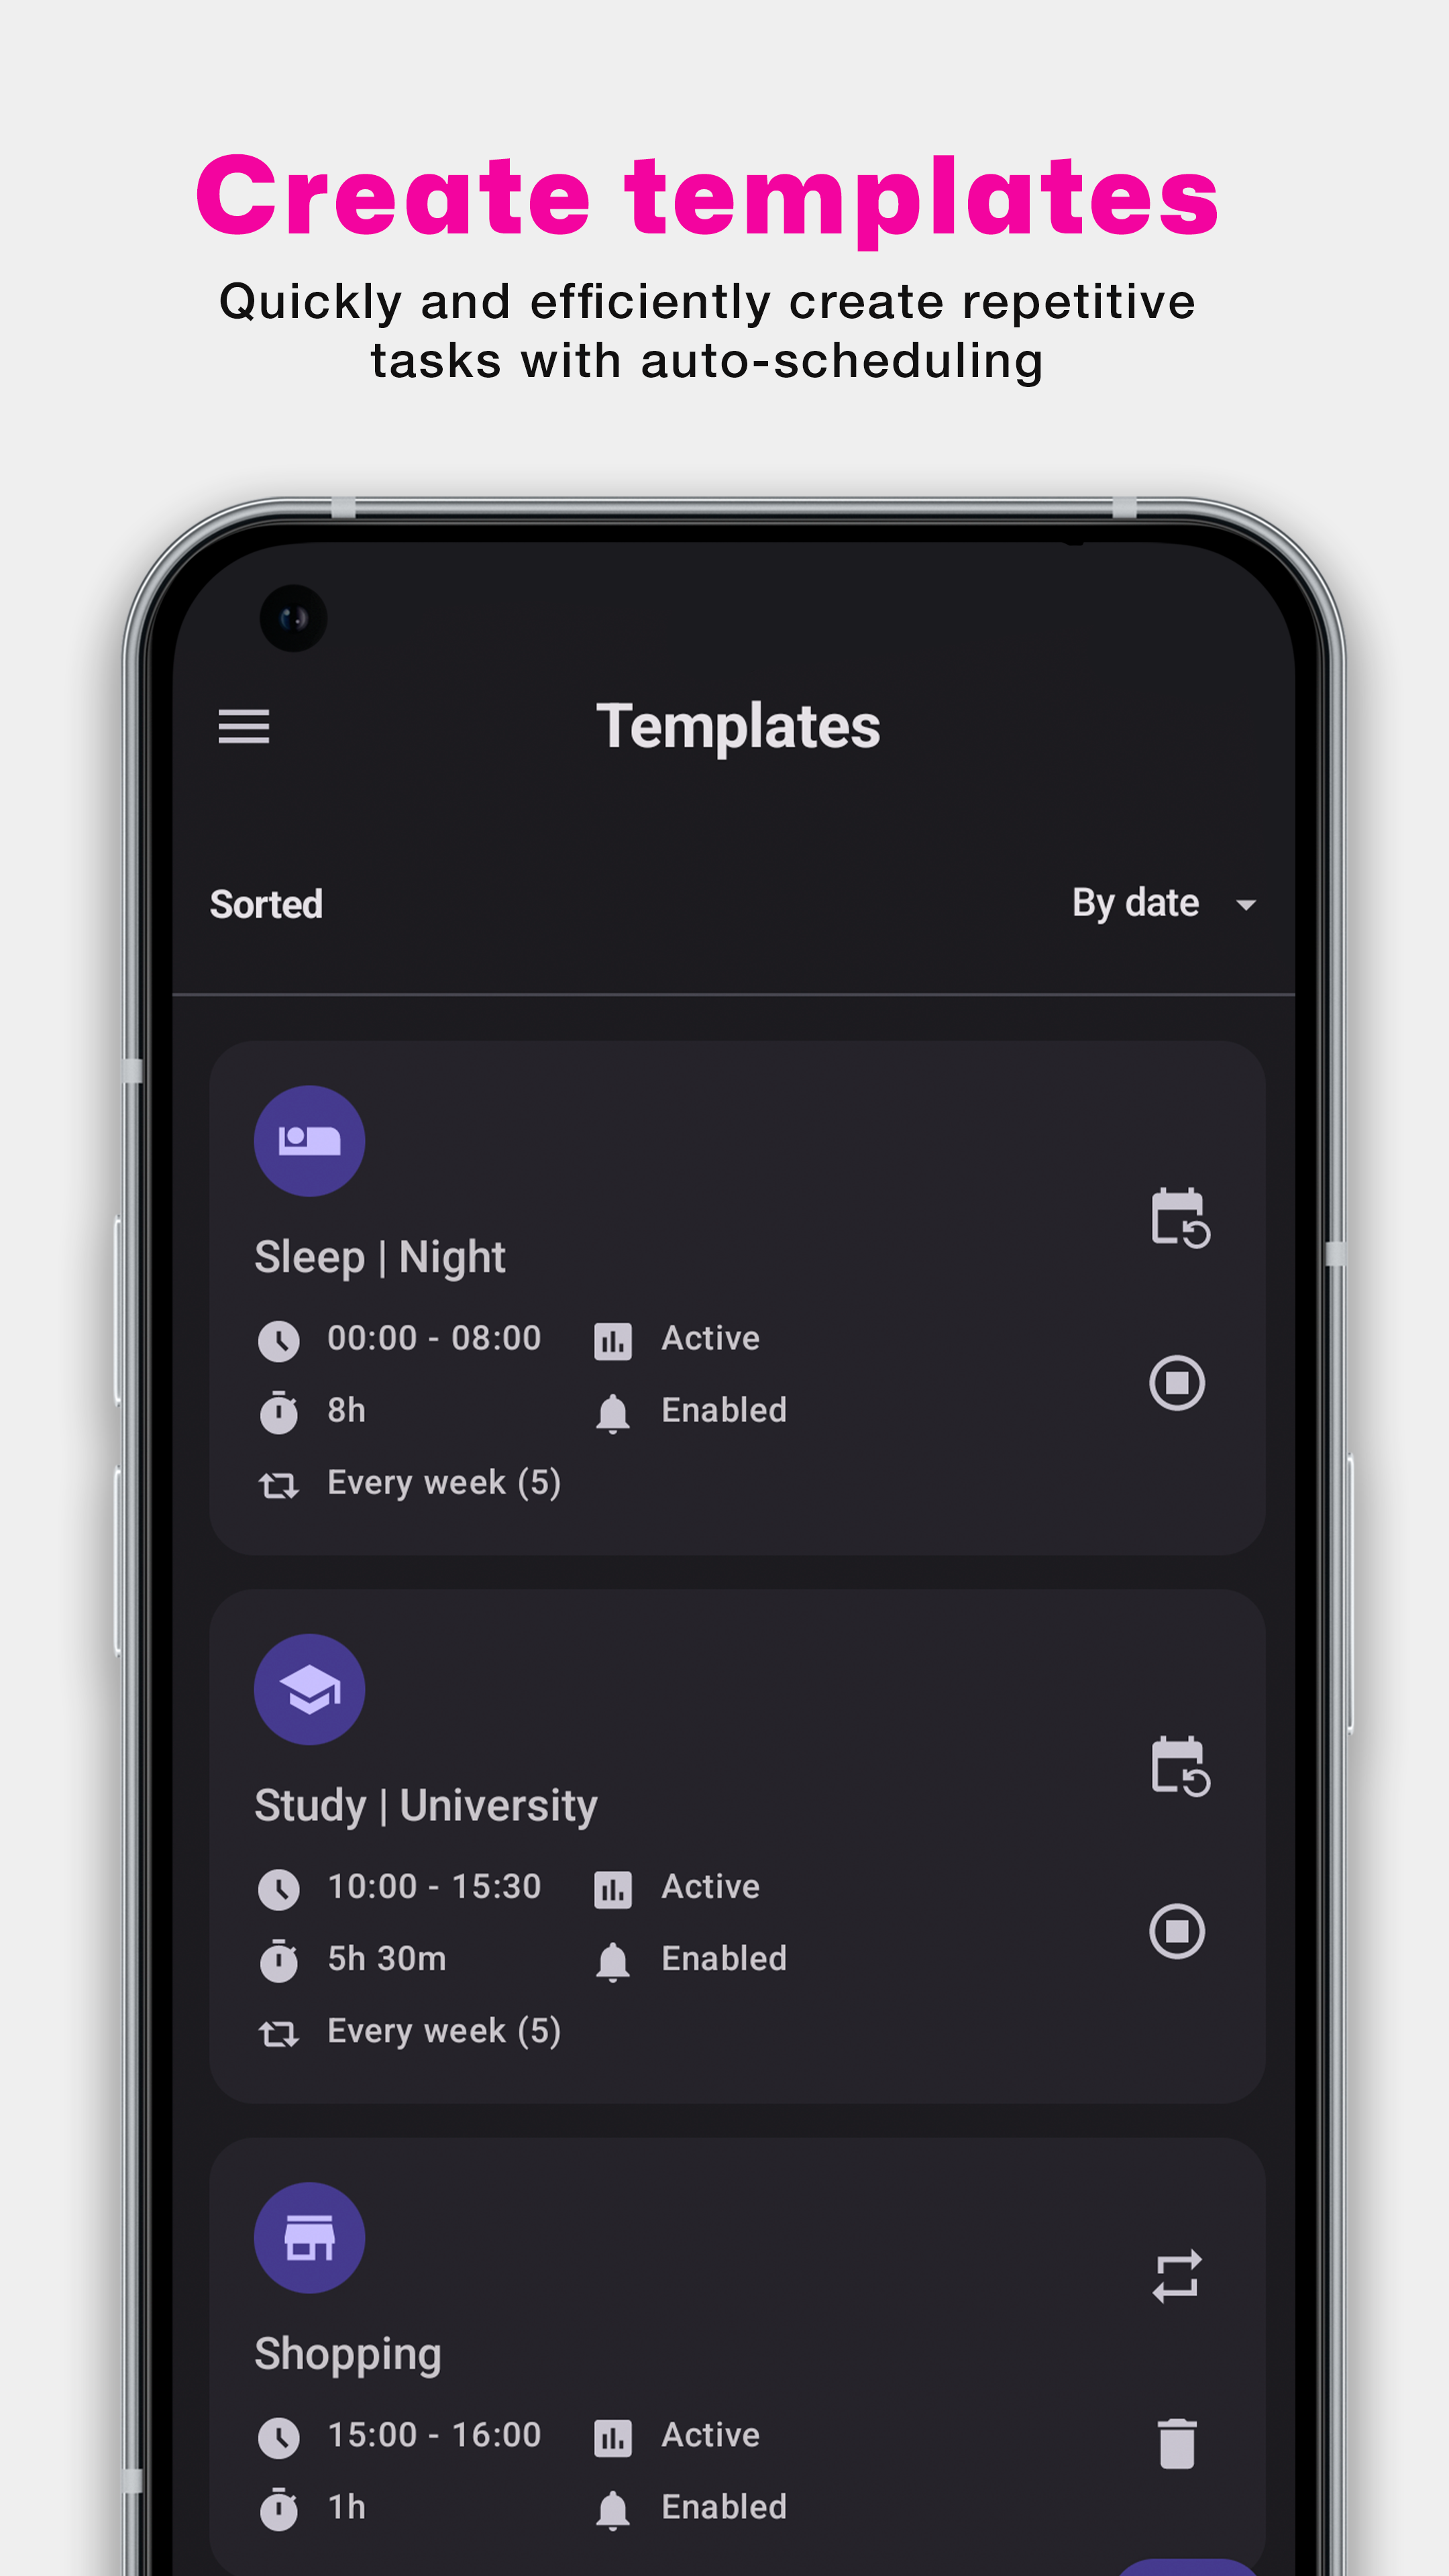 Create templates
Quickly and efficiently create repetitive
tasks with auto-scheduling
Templates
Sorted
By date
Sleep | Night
00:00 - 08:00
Active
8h
Enabled
Every week (5)
Study | University
10:00 - 15:30
Active
5h 30m
Enabled
Every week (5)
Shopping
15:00 - 16:00
Active
1h
Enabled